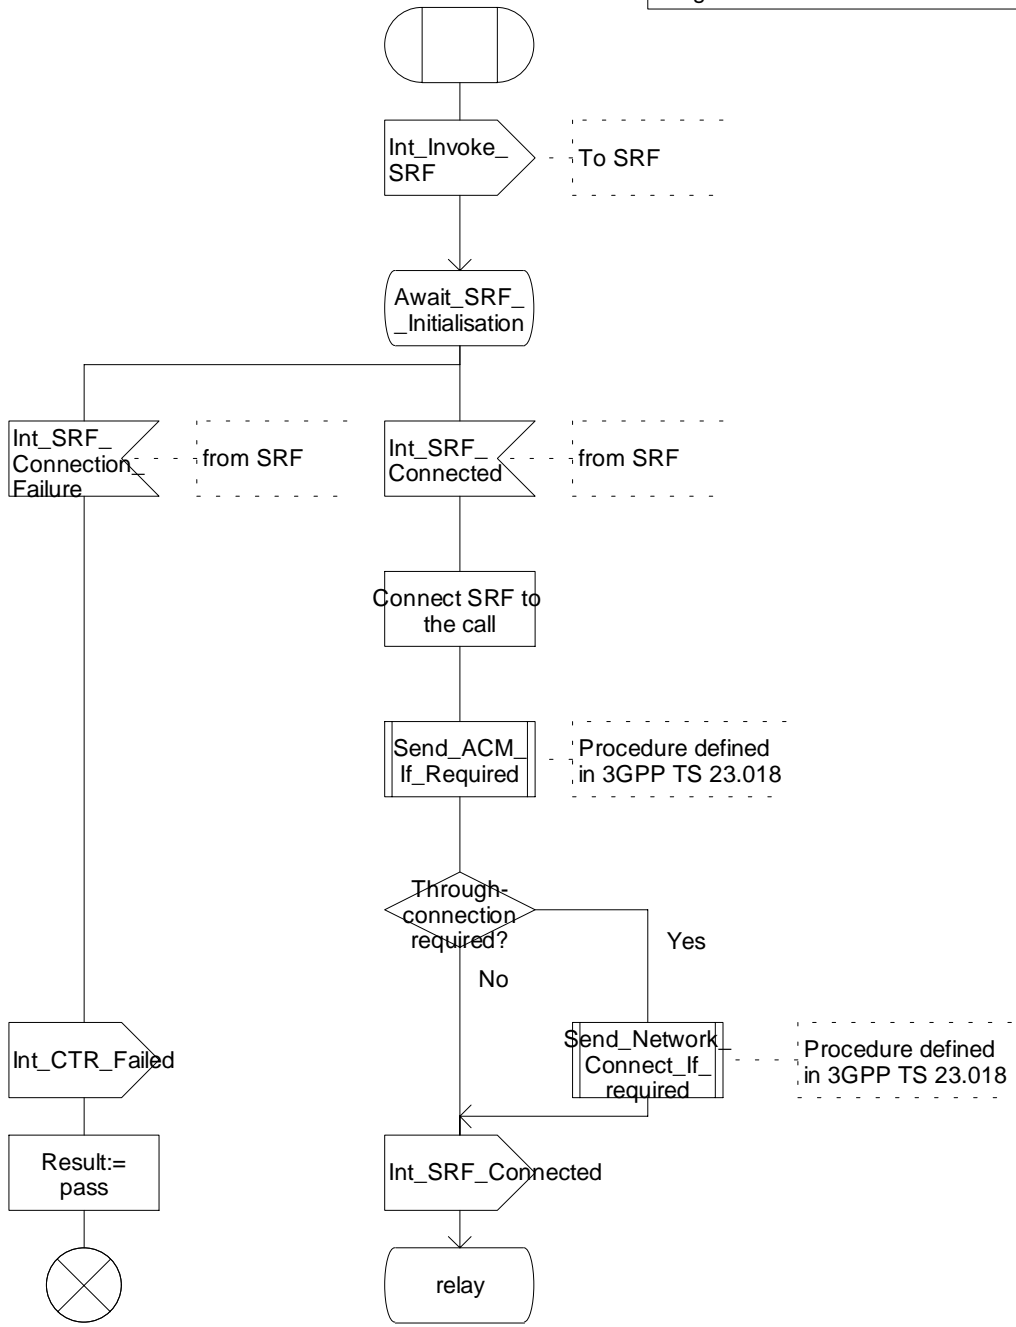 Int_Invoke_
SRF
To SRF
Await_SRF_
_Initialisation
Int_SRF_
Connection_
Failure
from SRF
Int_SRF_
Connected
from SRF
Connect SRF to
the call
Send_ACM_
If_Required
Procedure defined
in 3GPP TS 23.018
Through-
connection
required?
Yes
No
Int_CTR_Failed
Send_Network_
Connect_If_
required
Procedure defined
in 3GPP TS 23.018
Result:=
pass
Int_SRF_Connected
relay